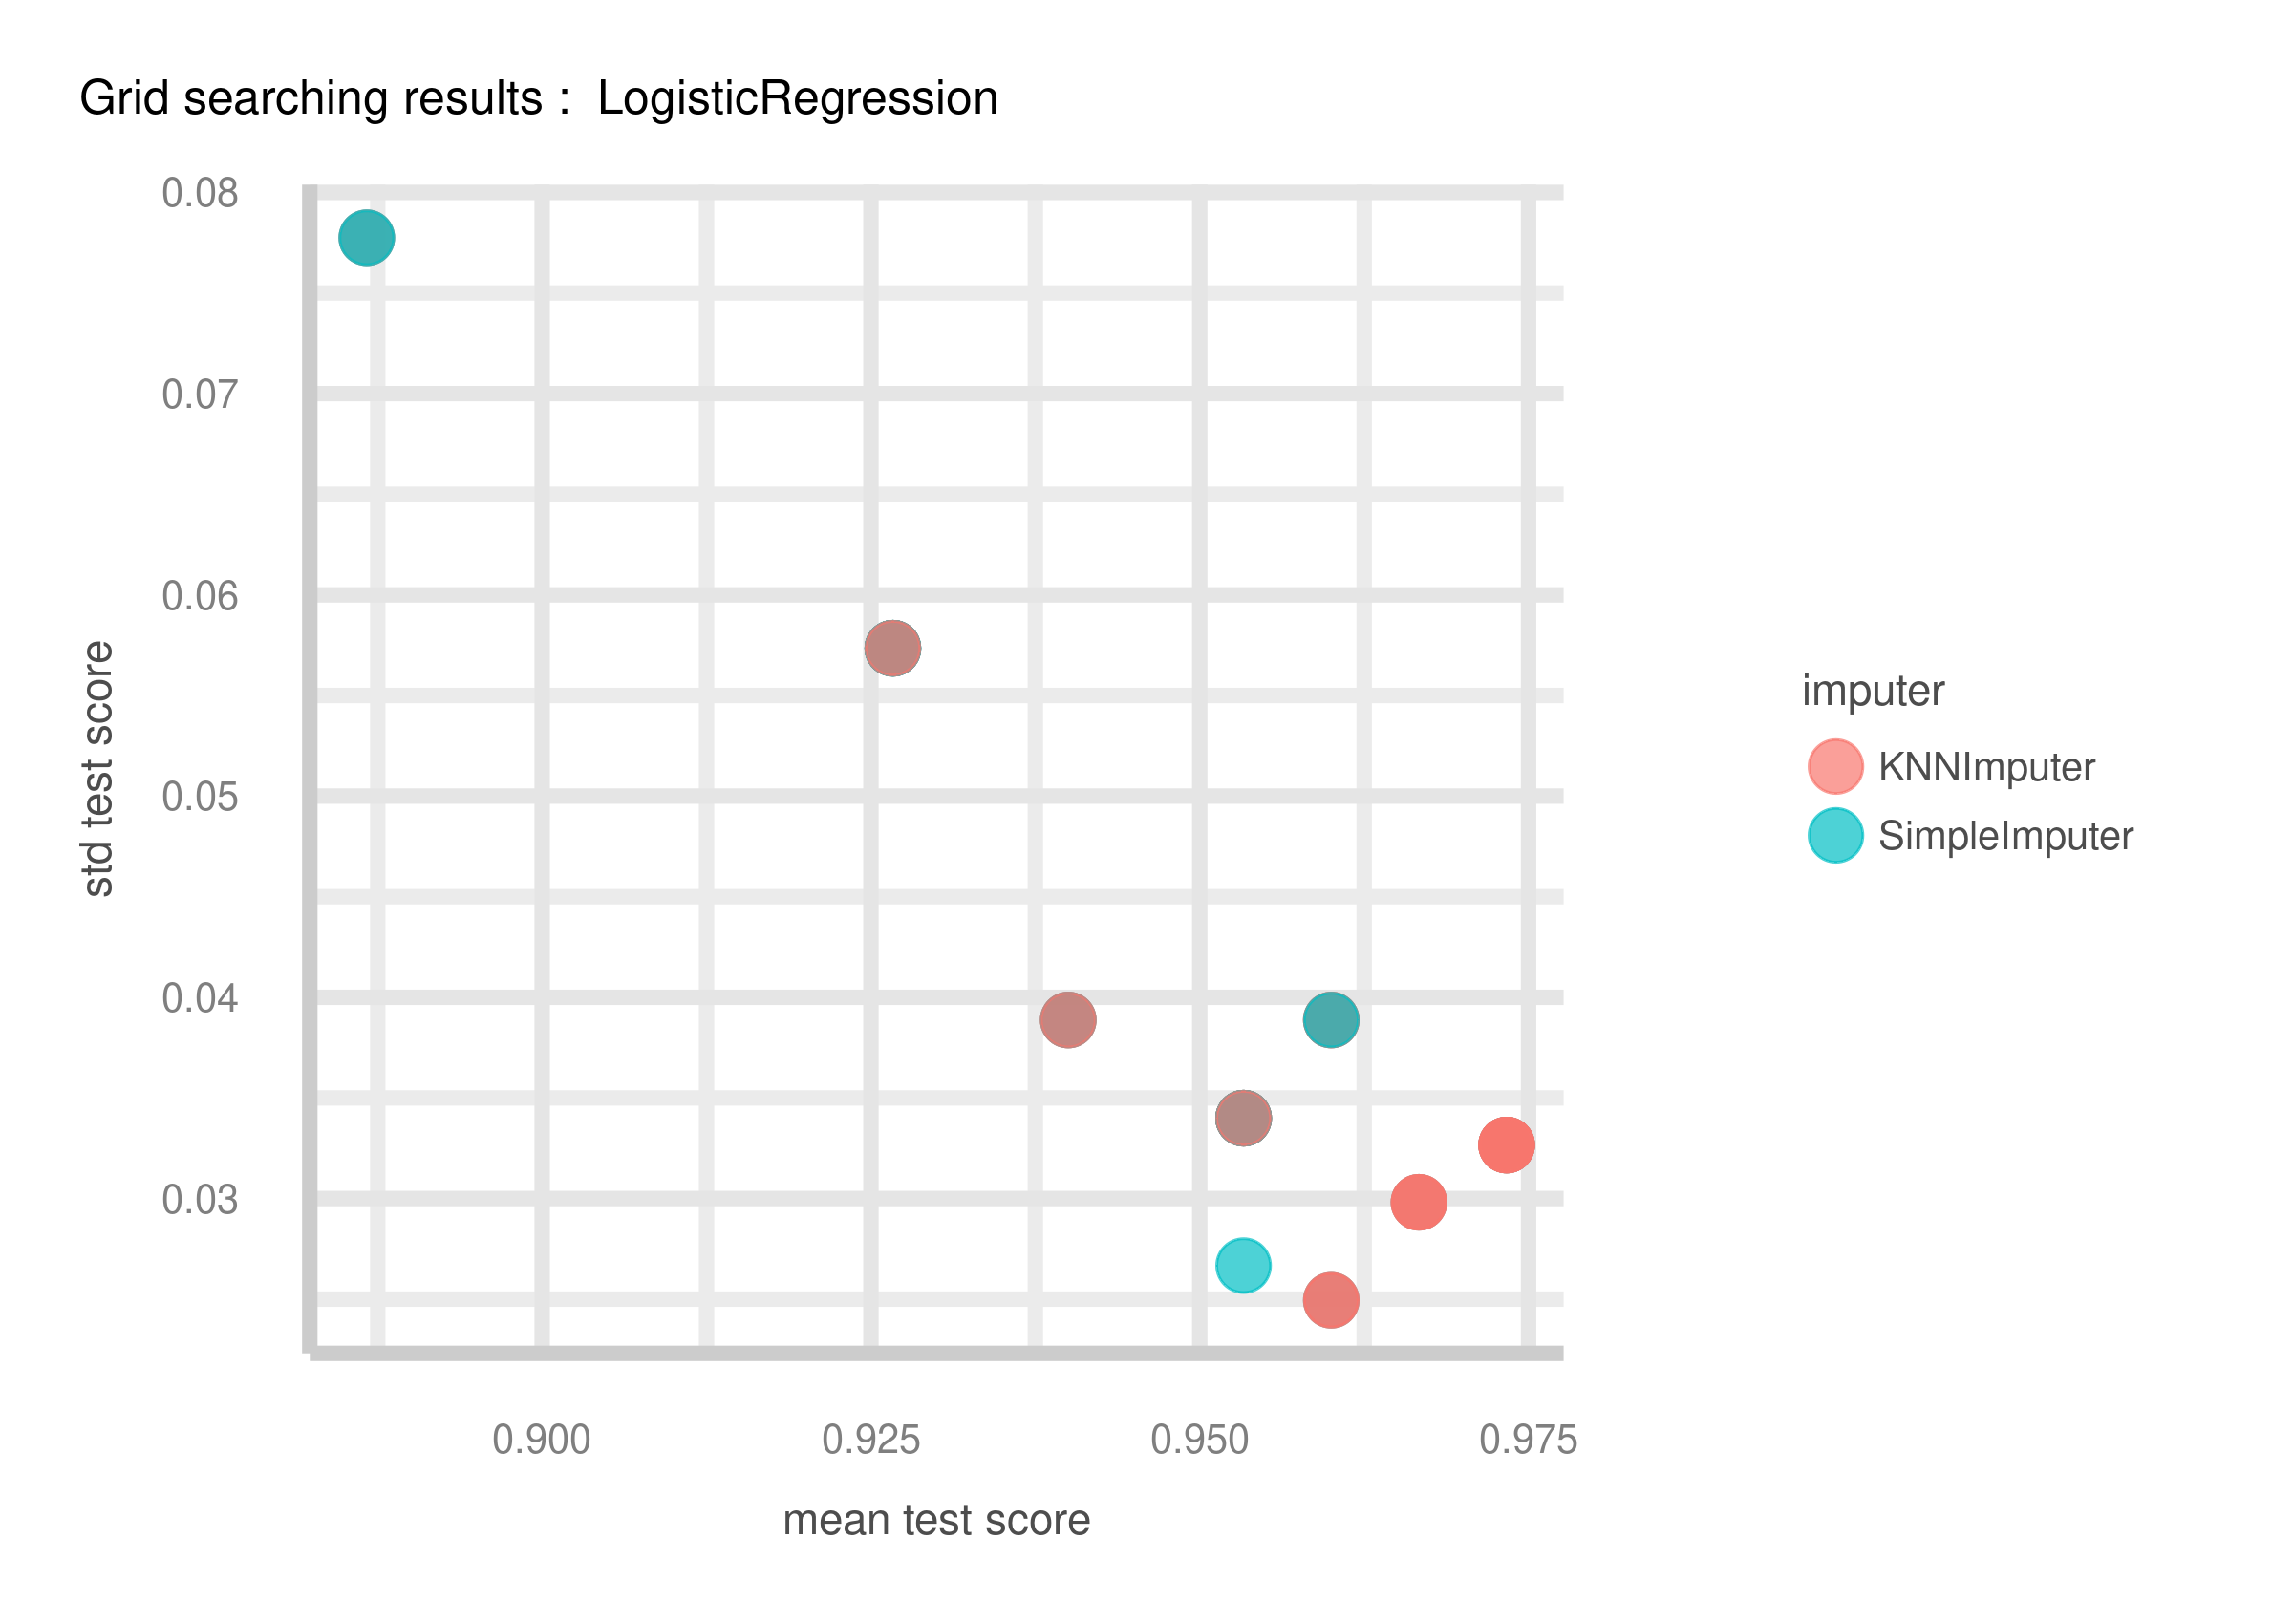 Grid searching results :  LogisticRegression
0.08
0.07
0.06
0.05
0.04
0.03
std test score
0.900
0.925
0.950
0.975
mean test score
imputer
KNNImputer
SimpleImputer